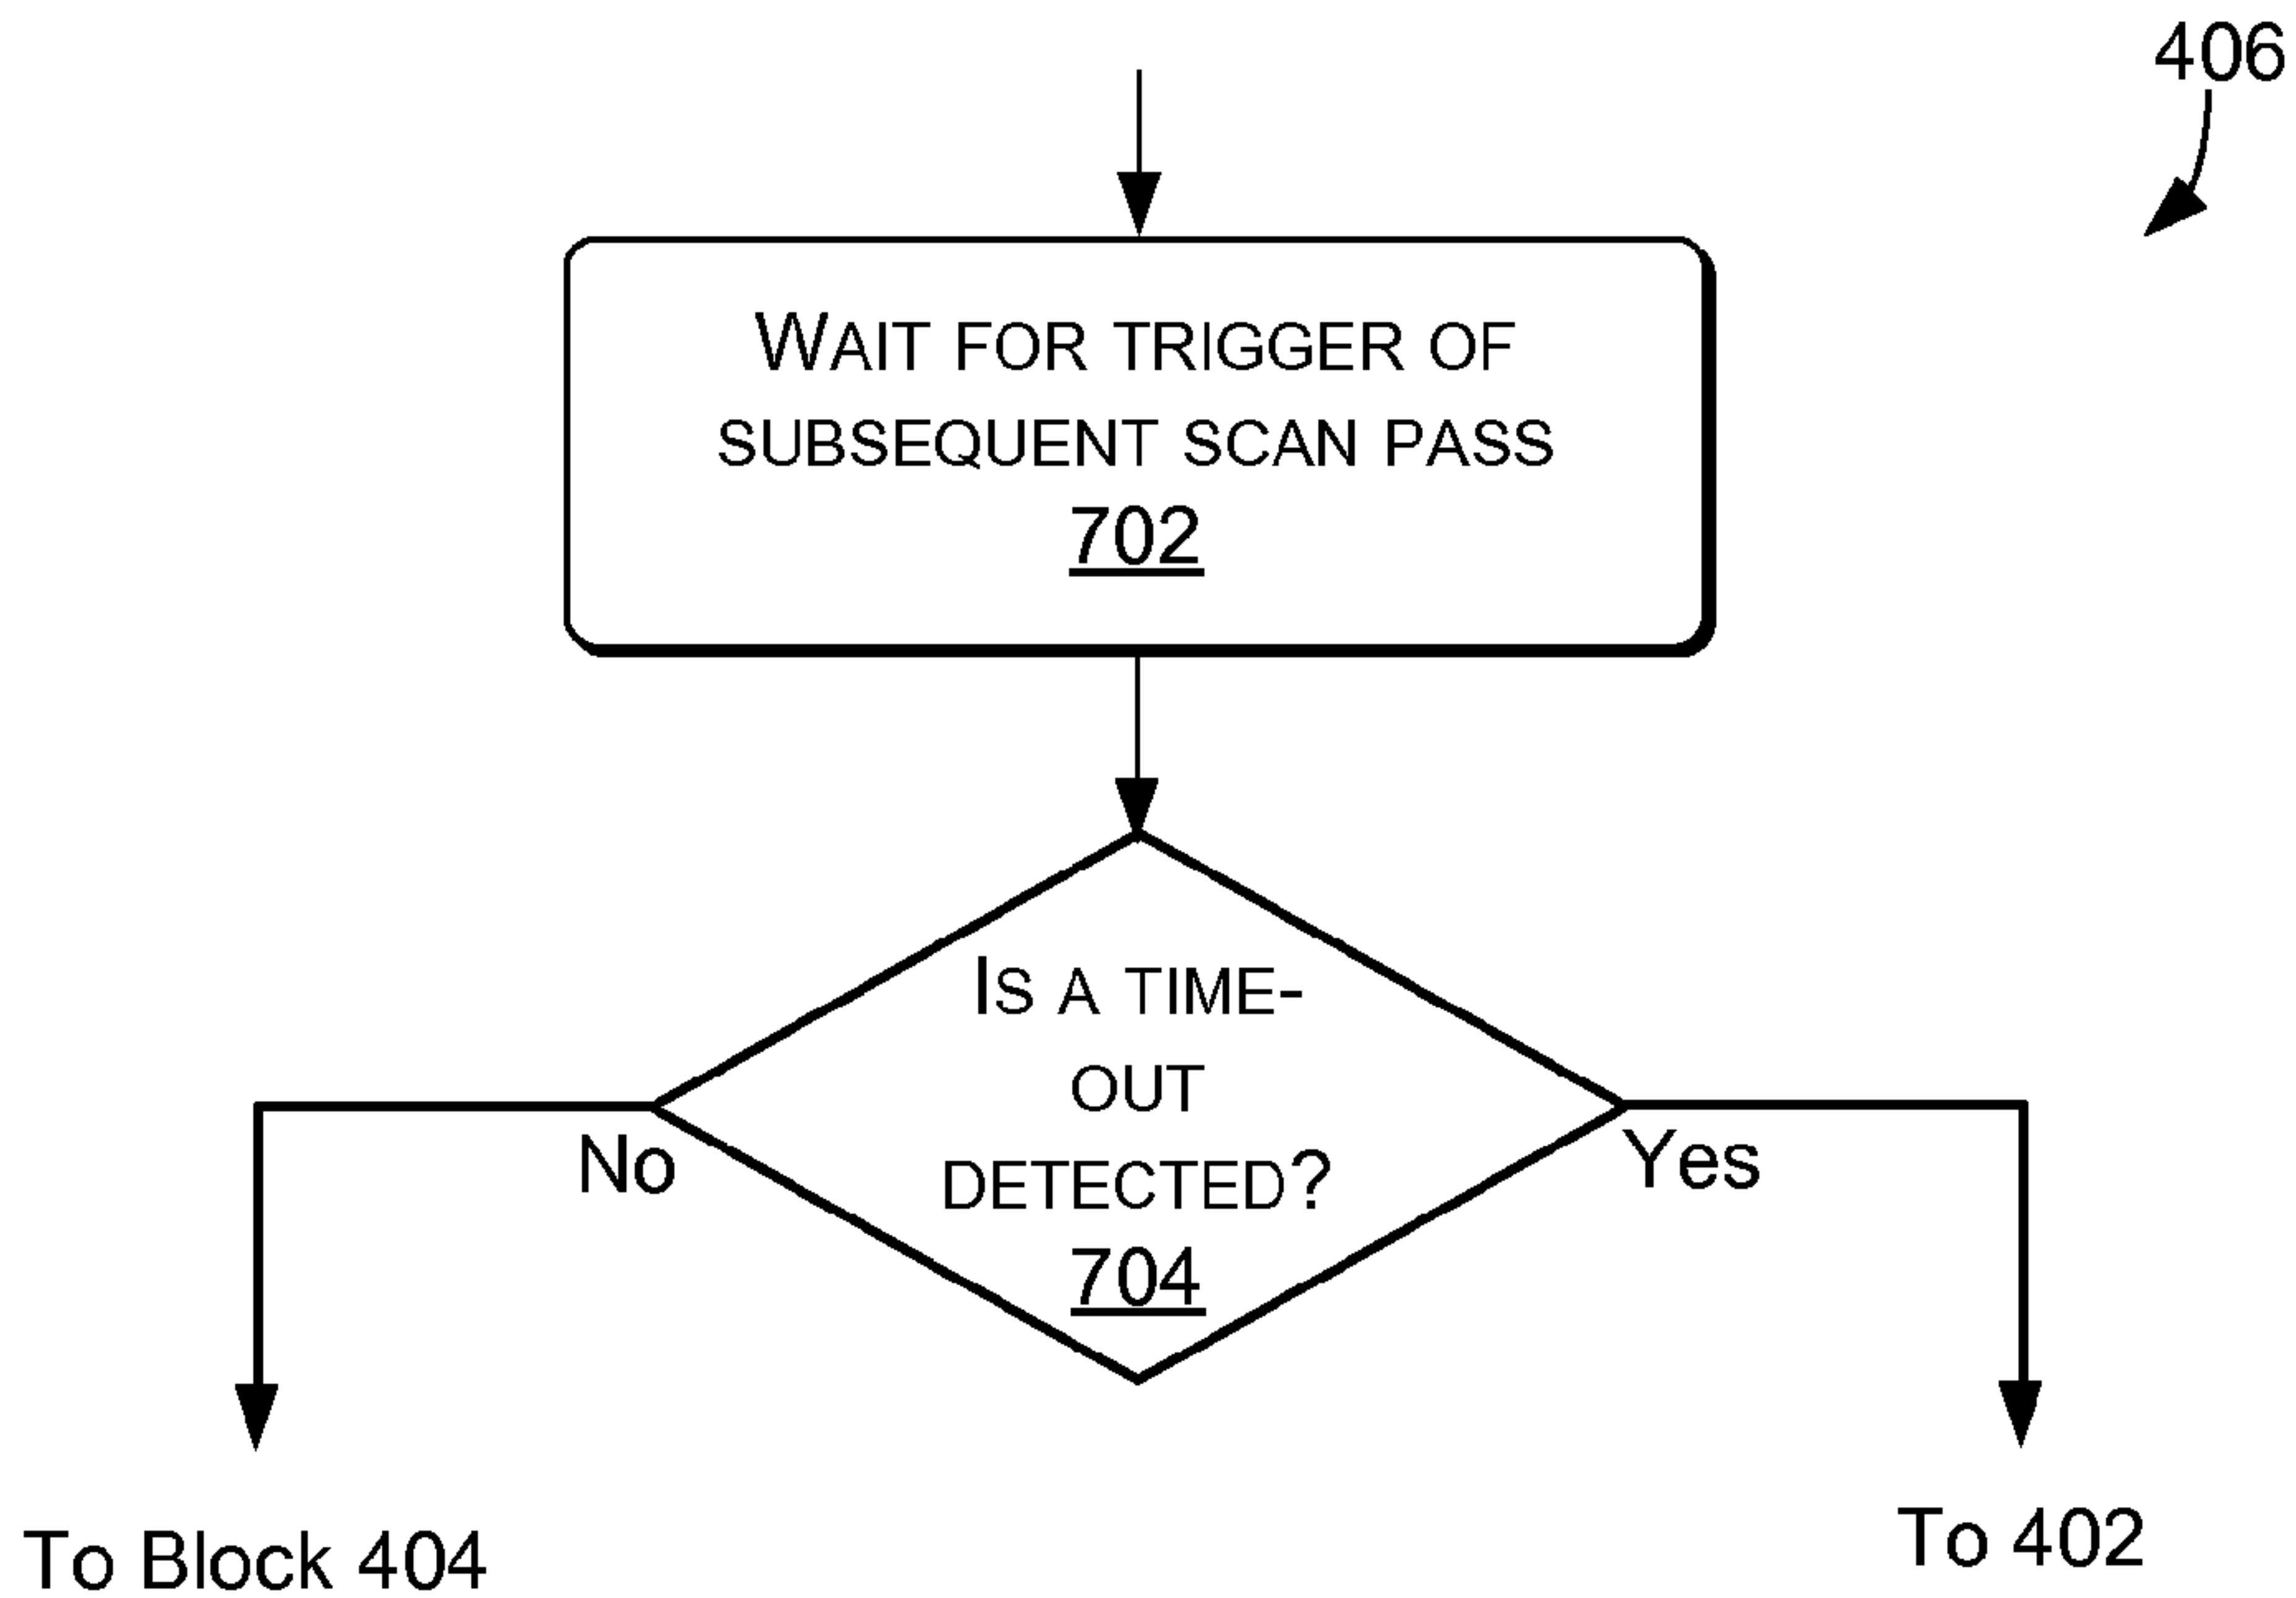 406
WAIT FOR TRIGGER OF
SUBSEQUENT SCAN PASS
702
IS A TIME-
OUT
DETECTED?
704
No
Yes
To Block 404
To 402